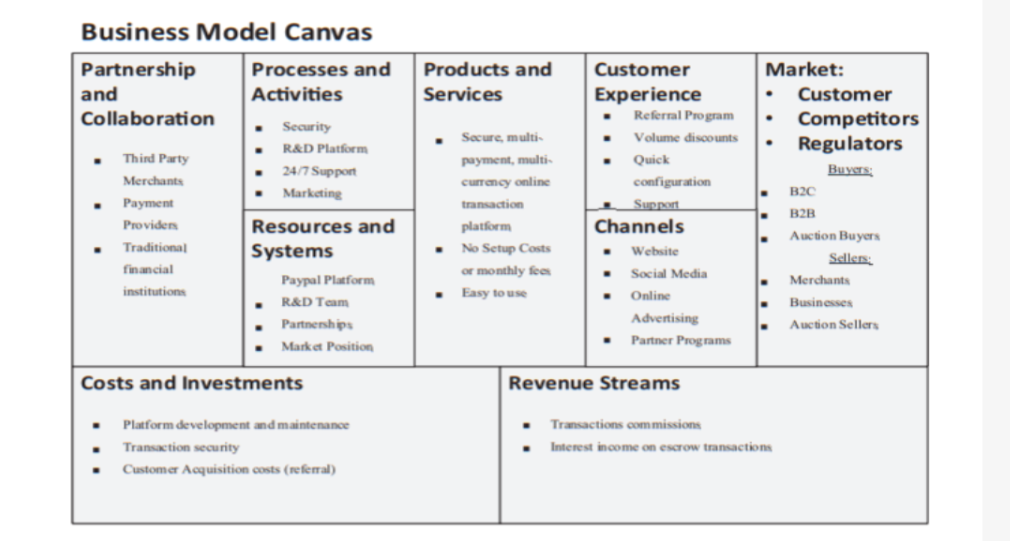 Business Model Canvas
Partnership
and
Collaboration
Third Party
Merchants
Payment
Providers
Traditional
financial
institutions
Processes and
Activities
Security
R&D Platform
24/7 Support
Marketing
Resources and
Systems
Paypal Platform
R&D Team
Partnerships
Market Position
Products and
Services
Secure, multi-
payment, multi-
currency online
transaction
platform
No Setup Costs
or monthly fees
Easy to use
Customer
Experience
Referral Program
Volume discounts
Quick
configuration
Support
Channels
Website
Social Media
Online
Advertising
Partner Programs
Market:
• Customer
• Competitors
• Regulators
Buyers:
B2C
B2B
Auction Buyers
Sellers:
Merchants
Businesses
Auction Sellers
Costs and Investments
Platform development and maintenance
Transaction security
Customer Acquisition costs (referral)
Revenue Streams
Transactions commissions
Interest income on escrow transactions